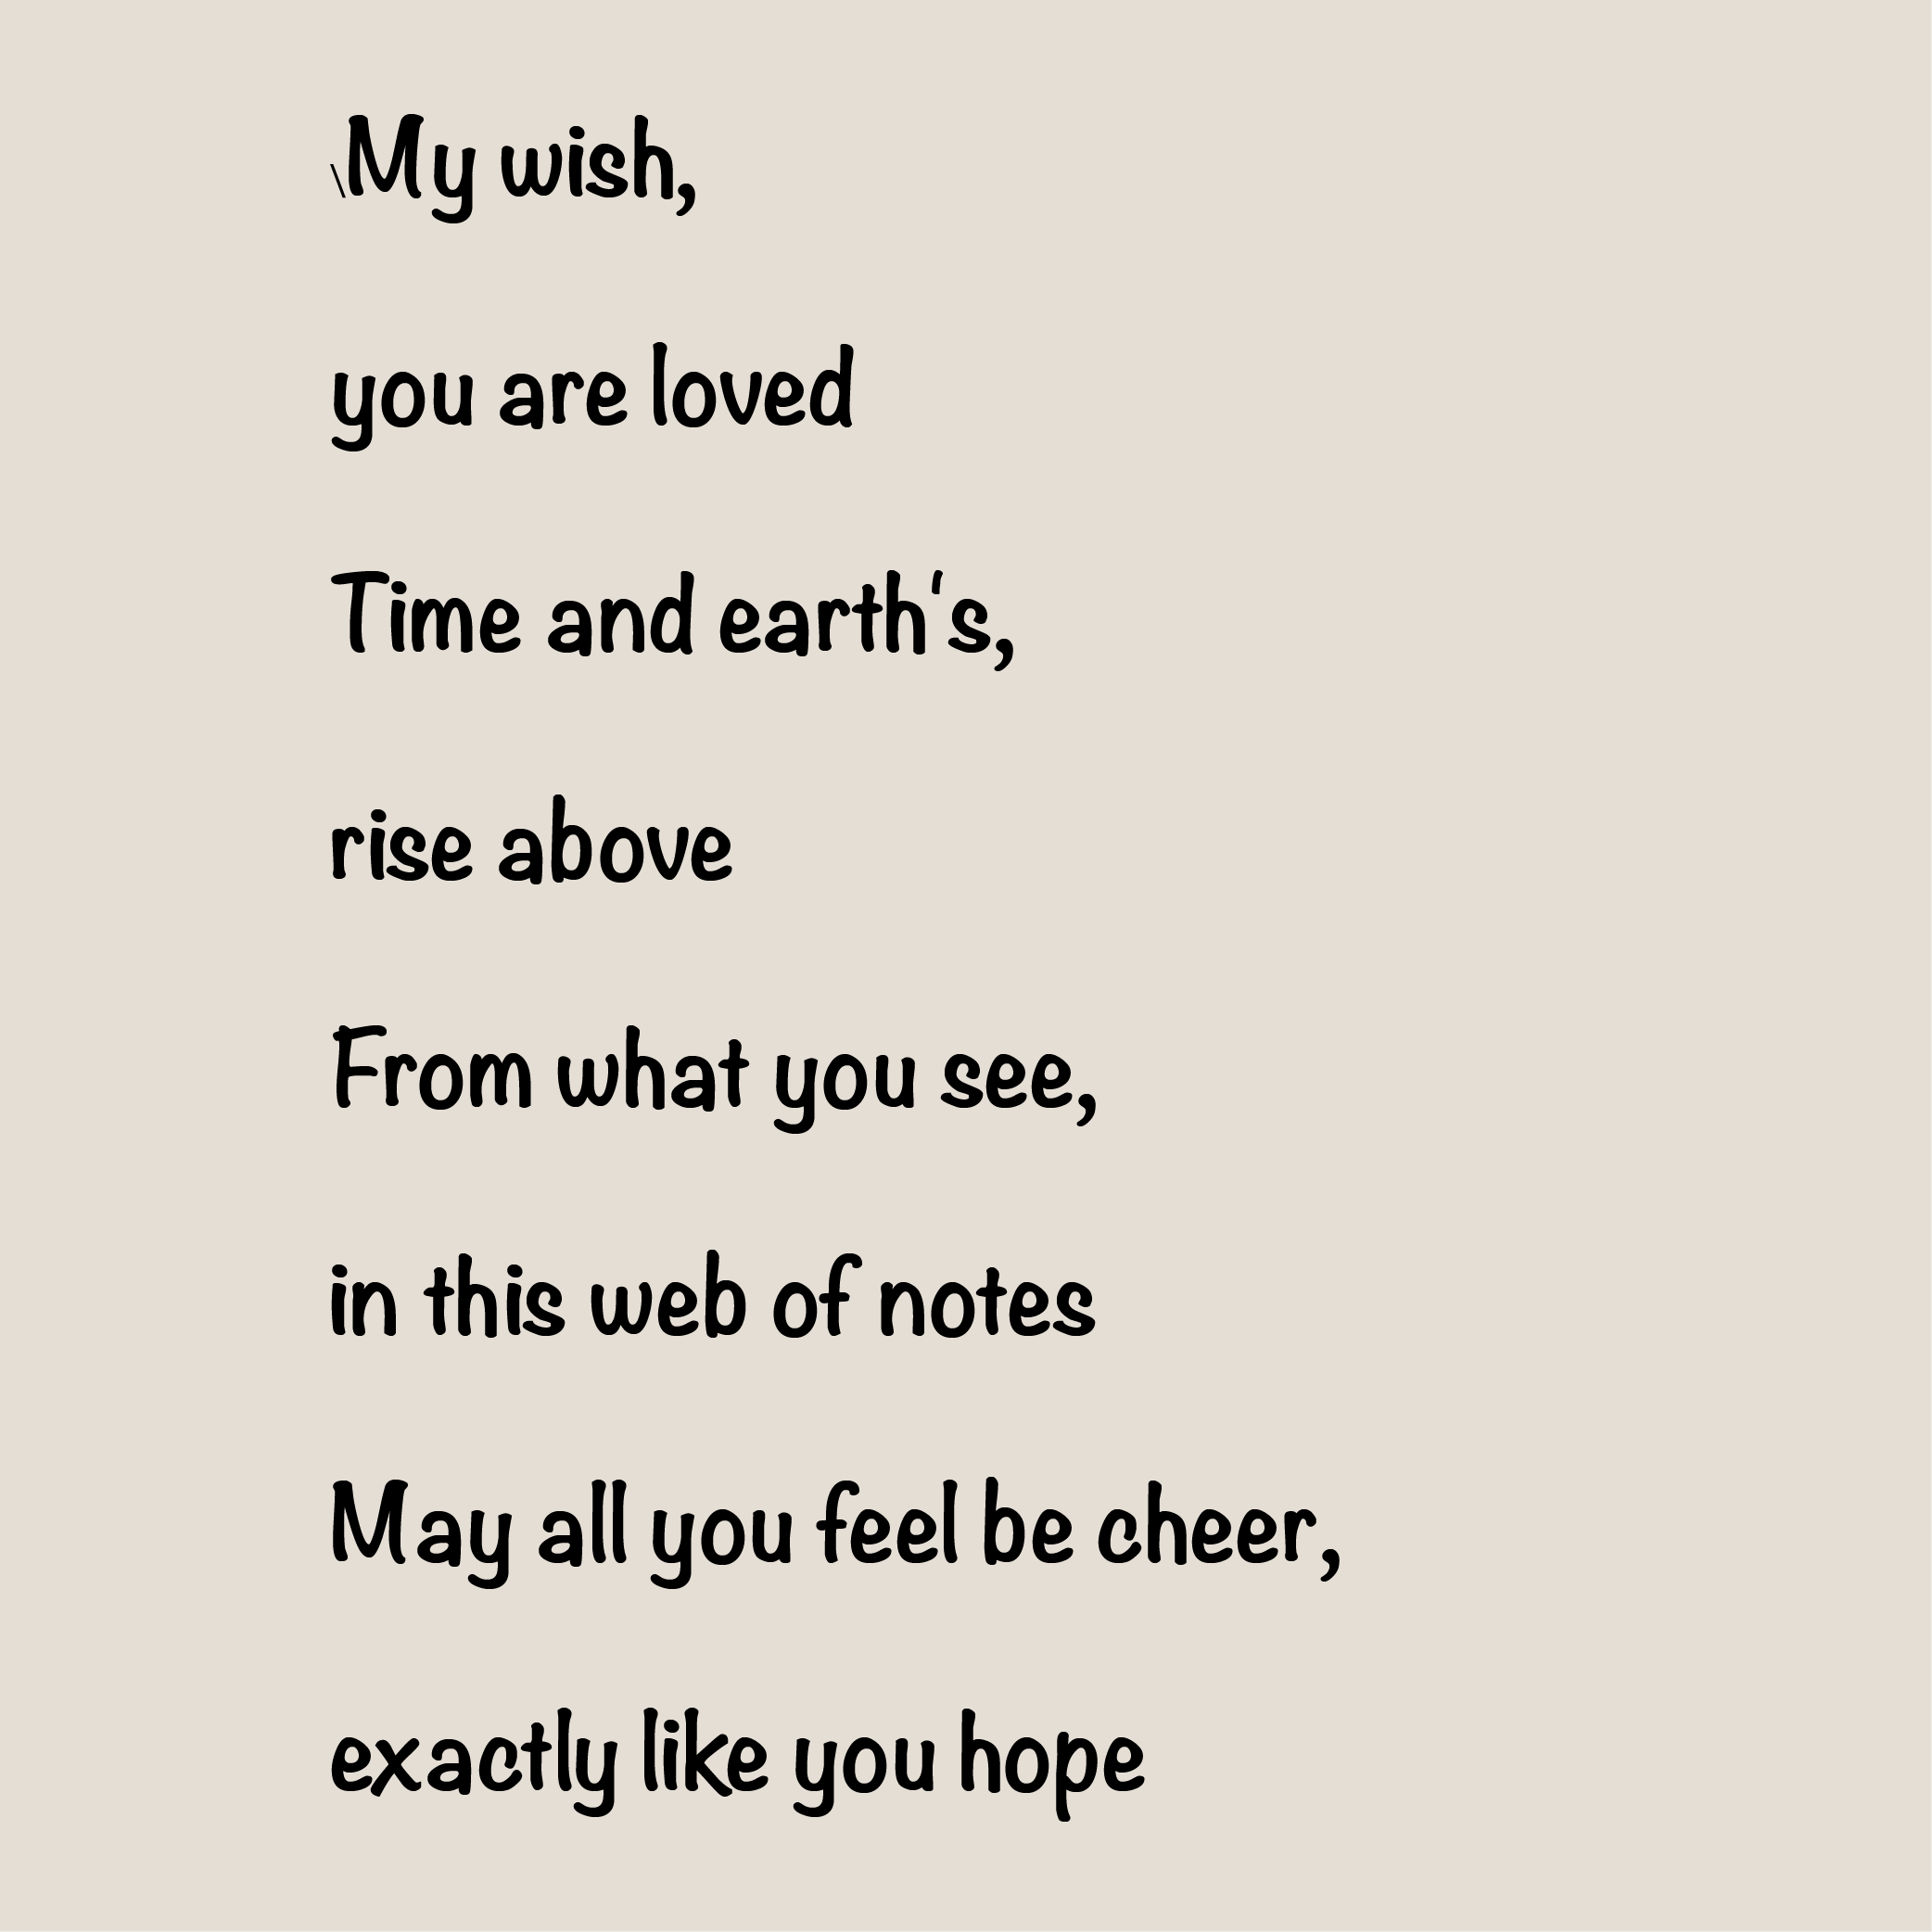 \My wish,
you are loved
Time and earth's,
rise above
From what you see,
in this web of notes
May all you feel be cheer,
exactly like you hope